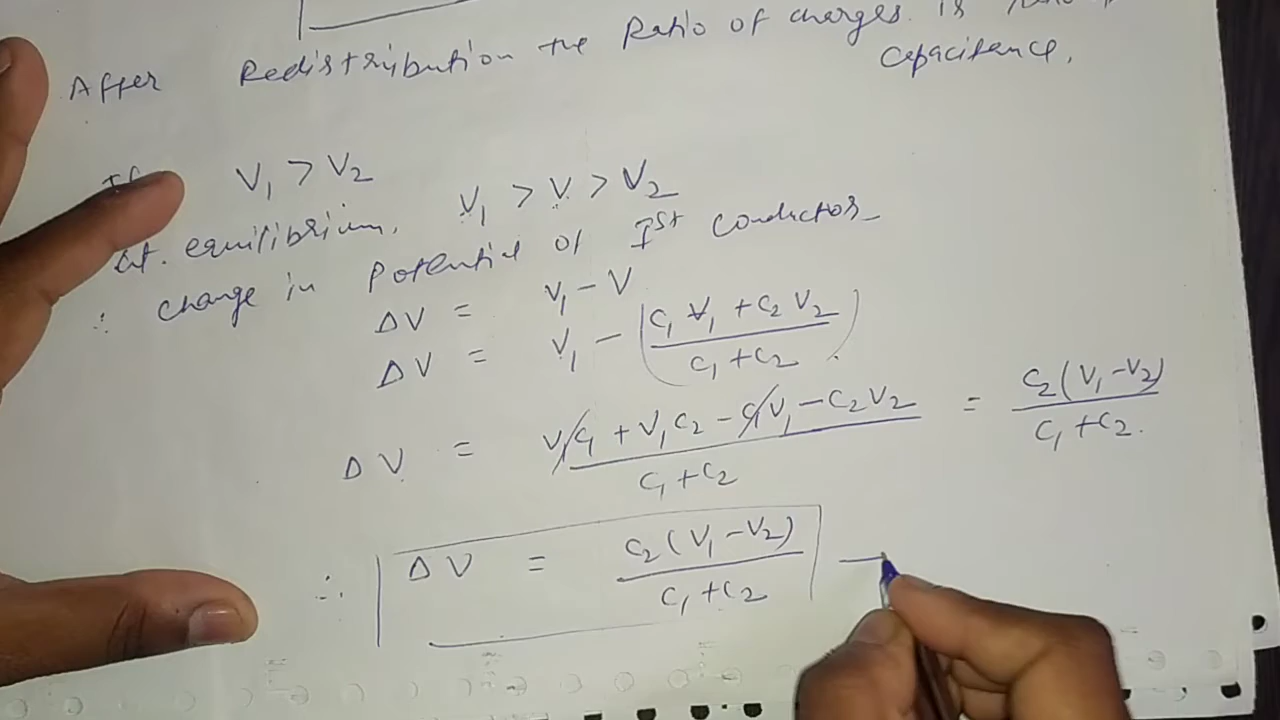 After Redistribution the Ratio of charges is
capacitance.
If V₁ > V₂
at equilibrium, V₁ > V > V₂
∴ change in Potential of Iˢᵗ conductor
ΔV = V₁ - V
ΔV = V₁ - (C₁V₁ + C₂V₂ / C₁ + C₂)
ΔV = V₁C₁ + V₁C₂ - C₁V₁ - C₂V₂ / C₁ + C₂ = C₂(V₁ - V₂) / C₁ + C₂.
∴ ΔV = C₂(V₁ - V₂) / C₁ + C₂ —